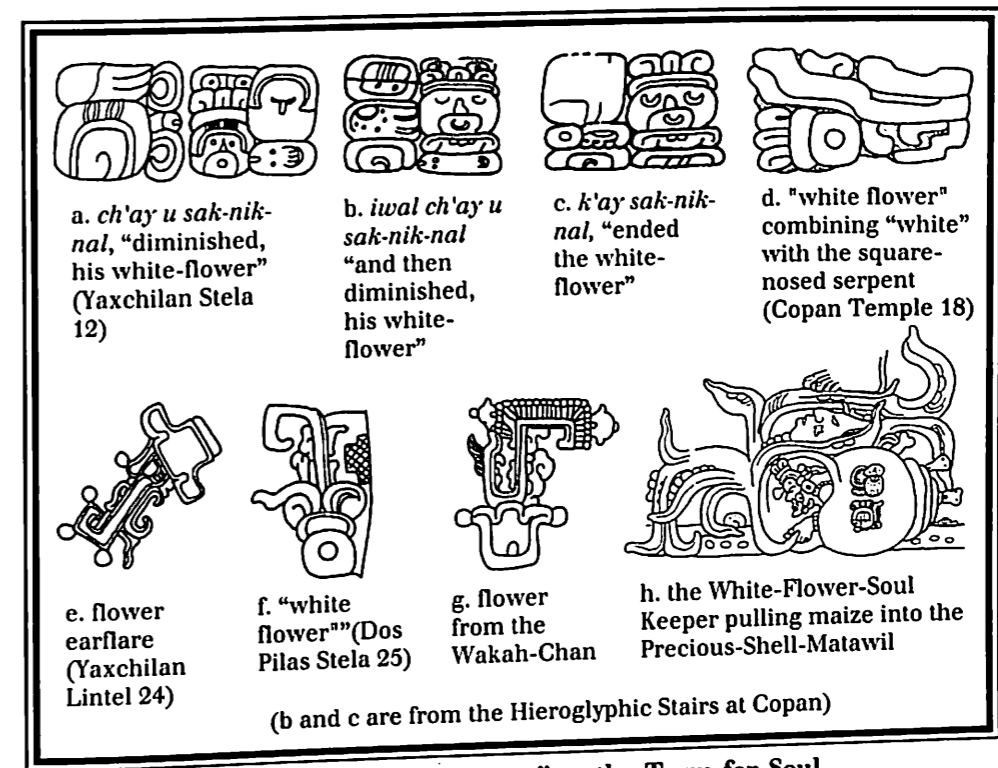 a. ch'ay u sak-nik-
nal, “diminished,
his white-flower”
(Yaxchilan Stela
12)
b. iwal ch'ay u
sak-nik-nal
“and then
diminished,
his white-
flower”
c. k'ay sak-nik-
nal, “ended
the white-
flower”
d. "white flower"
combining “white”
with the square-
nosed serpent
(Copan Temple 18)
e. flower
earflare
(Yaxchilan
Lintel 24)
f. “white
flower"”(Dos
Pilas Stela 25)
g. flower
from the
Wakah-Chan
h. the White-Flower-Soul
Keeper pulling maize into the
Precious-Shell-Matawil
(b and c are from the Hieroglyphic Stairs at Copan)
for Soul